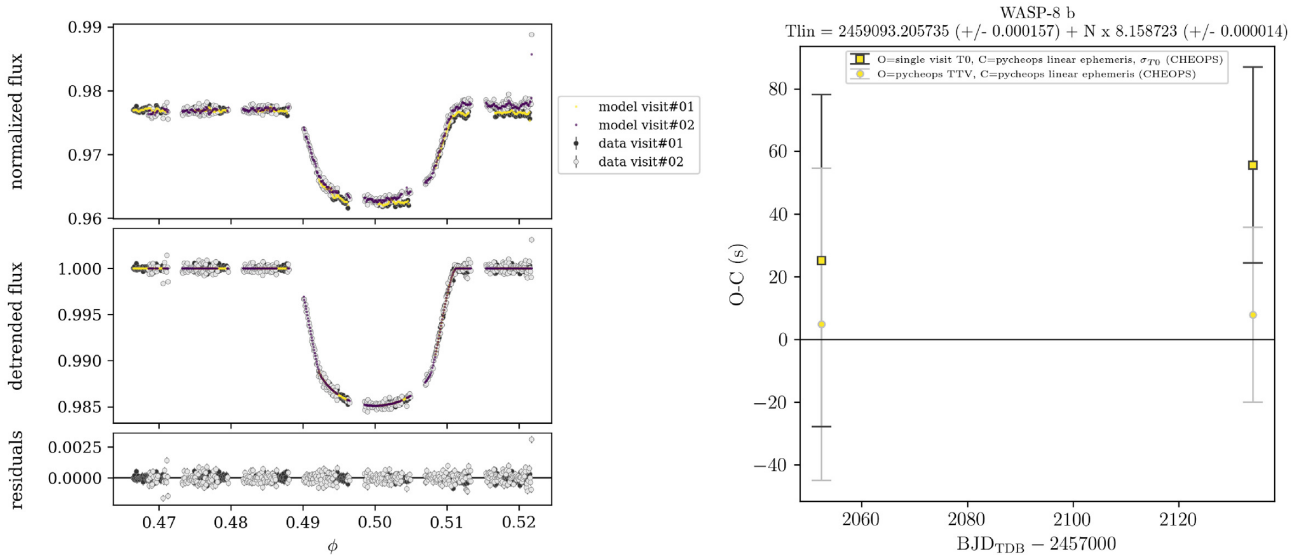 0.99
0.98
0.97
0.96
normalized flux
model visit#01
model visit#02
data visit#01
data visit#02
1.000
0.995
0.990
0.985
detrended flux
0.0025
0.0000
residuals
0.47 0.48 0.49 0.50 0.51 0.52
ϕ
WASP-8 b
Tlin = 2459093.205735 (+/- 0.000157) + N x 8.158723 (+/- 0.000014)
O=single visit T0, C=pycheops linear ephemeris, σT0 (CHEOPS)
O=pycheops TTV, C=pycheops linear ephemeris (CHEOPS)
80
60
40
20
0
−20
−40
O-C (s)
2060 2080 2100 2120
BJDTDB − 2457000